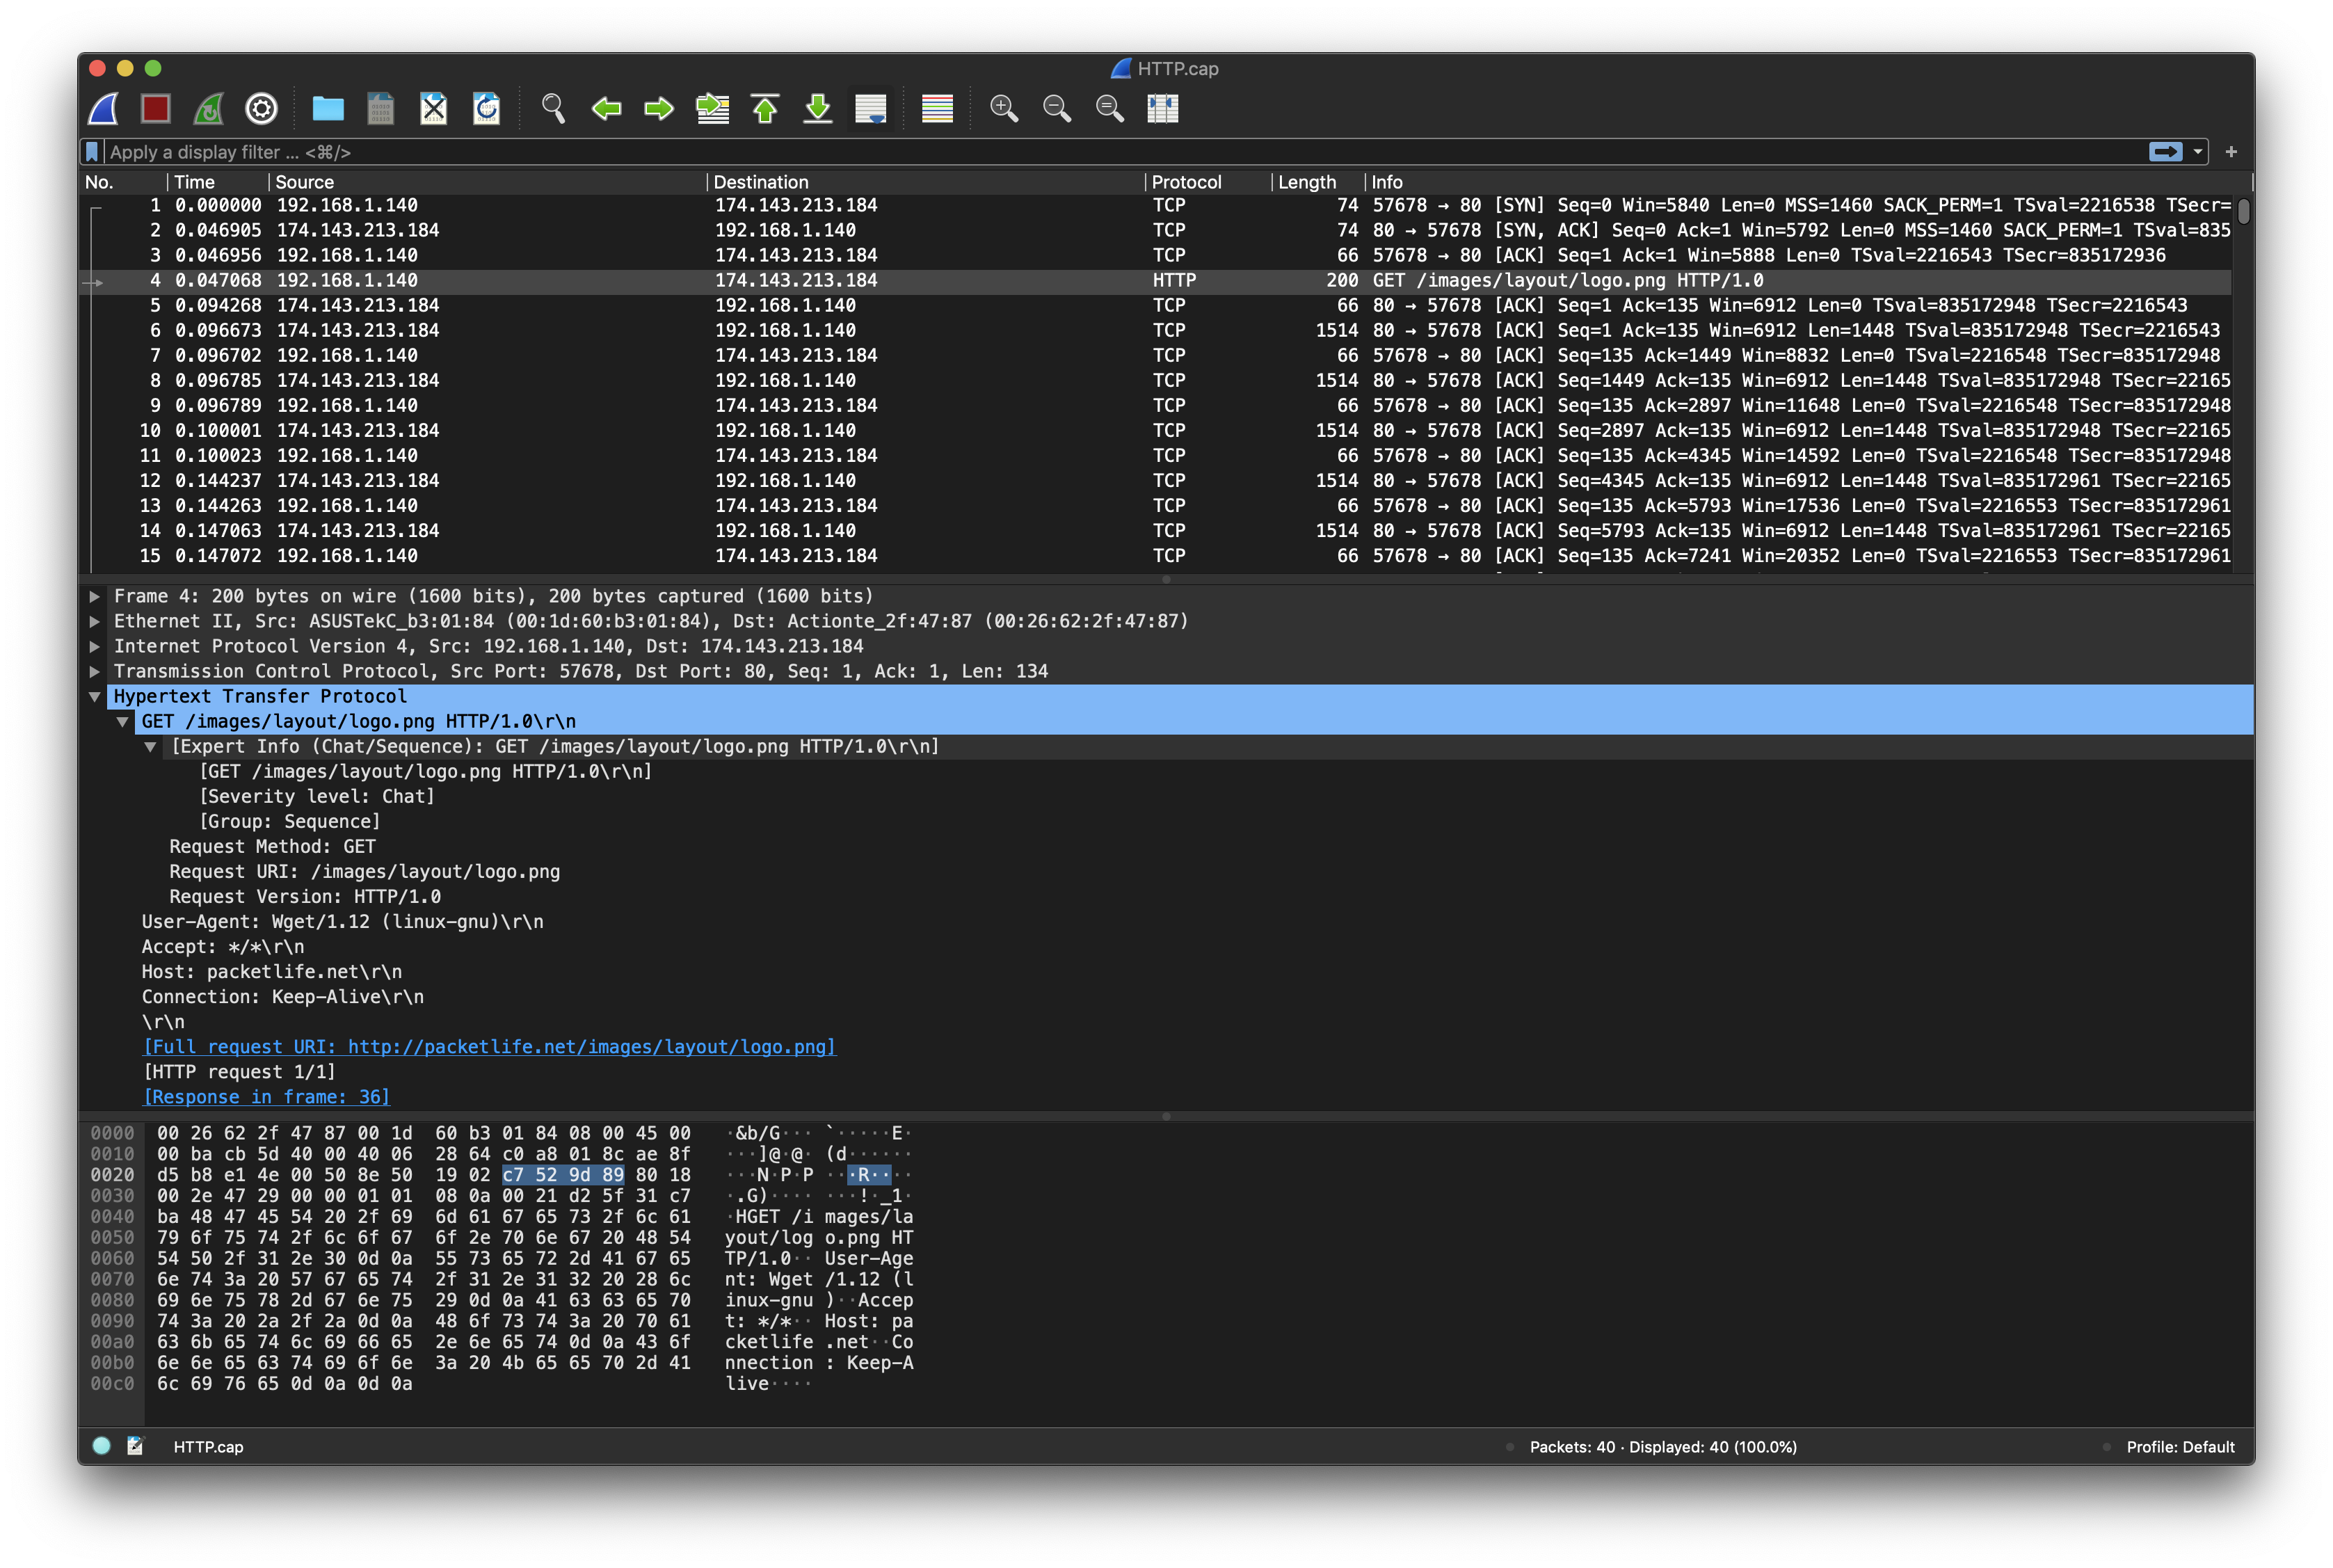 HTTP.cap
Apply a display filter ... <⌘/>
No. Time Source Destination Protocol Length Info
1 0.000000 192.168.1.140 174.143.213.184 TCP 74 57678 → 80 [SYN] Seq=0 Win=5840 Len=0 MSS=1460 SACK_PERM=1 TSval=2216538 TSecr=
2 0.046905 174.143.213.184 192.168.1.140 TCP 74 80 → 57678 [SYN, ACK] Seq=0 Ack=1 Win=5792 Len=0 MSS=1460 SACK_PERM=1 TSval=835
3 0.046956 192.168.1.140 174.143.213.184 TCP 66 57678 → 80 [ACK] Seq=1 Ack=1 Win=5888 Len=0 TSval=2216543 TSecr=835172936
4 0.047068 192.168.1.140 174.143.213.184 HTTP 200 GET /images/layout/logo.png HTTP/1.0
5 0.094268 174.143.213.184 192.168.1.140 TCP 66 80 → 57678 [ACK] Seq=1 Ack=135 Win=6912 Len=0 TSval=835172948 TSecr=2216543
6 0.096673 174.143.213.184 192.168.1.140 TCP 1514 80 → 57678 [ACK] Seq=1 Ack=135 Win=6912 Len=1448 TSval=835172948 TSecr=2216543
7 0.096702 192.168.1.140 174.143.213.184 TCP 66 57678 → 80 [ACK] Seq=135 Ack=1449 Win=8832 Len=0 TSval=2216548 TSecr=835172948
8 0.096785 174.143.213.184 192.168.1.140 TCP 1514 80 → 57678 [ACK] Seq=1449 Ack=135 Win=6912 Len=1448 TSval=835172948 TSecr=22165
9 0.096789 192.168.1.140 174.143.213.184 TCP 66 57678 → 80 [ACK] Seq=135 Ack=2897 Win=11648 Len=0 TSval=2216548 TSecr=835172948
10 0.100001 174.143.213.184 192.168.1.140 TCP 1514 80 → 57678 [ACK] Seq=2897 Ack=135 Win=6912 Len=1448 TSval=835172948 TSecr=22165
11 0.100023 192.168.1.140 174.143.213.184 TCP 66 57678 → 80 [ACK] Seq=135 Ack=4345 Win=14592 Len=0 TSval=2216548 TSecr=835172948
12 0.144237 174.143.213.184 192.168.1.140 TCP 1514 80 → 57678 [ACK] Seq=4345 Ack=135 Win=6912 Len=1448 TSval=835172961 TSecr=22165
13 0.144263 192.168.1.140 174.143.213.184 TCP 66 57678 → 80 [ACK] Seq=135 Ack=5793 Win=17536 Len=0 TSval=2216553 TSecr=835172961
14 0.147063 174.143.213.184 192.168.1.140 TCP 1514 80 → 57678 [ACK] Seq=5793 Ack=135 Win=6912 Len=1448 TSval=835172961 TSecr=22165
15 0.147072 192.168.1.140 174.143.213.184 TCP 66 57678 → 80 [ACK] Seq=135 Ack=7241 Win=20352 Len=0 TSval=2216553 TSecr=835172961
Frame 4: 200 bytes on wire (1600 bits), 200 bytes captured (1600 bits)
Ethernet II, Src: ASUSTekC_b3:01:84 (00:1d:60:b3:01:84), Dst: Actionte_2f:47:87 (00:26:62:2f:47:87)
Internet Protocol Version 4, Src: 192.168.1.140, Dst: 174.143.213.184
Transmission Control Protocol, Src Port: 57678, Dst Port: 80, Seq: 1, Ack: 1, Len: 134
Hypertext Transfer Protocol
GET /images/layout/logo.png HTTP/1.0\r\n
[Expert Info (Chat/Sequence): GET /images/layout/logo.png HTTP/1.0\r\n]
[GET /images/layout/logo.png HTTP/1.0\r\n]
[Severity level: Chat]
[Group: Sequence]
Request Method: GET
Request URI: /images/layout/logo.png
Request Version: HTTP/1.0
User-Agent: Wget/1.12 (linux-gnu)\r\n
Accept: */*\r\n
Host: packetlife.net\r\n
Connection: Keep-Alive\r\n
\r\n
[Full request URI: http://packetlife.net/images/layout/logo.png]
[HTTP request 1/1]
[Response in frame: 36]
0000 00 26 62 2f 47 87 00 1d 60 b3 01 84 08 00 45 00 ·&b/G··· `·····E·
0010 00 ba cb 5d 40 00 40 06 28 64 c0 a8 01 8c ae 8f ···]@·@· (d······
0020 d5 b8 e1 4e 00 50 8e 50 19 02 c7 52 9d 89 80 18 ···N·P·P ···R····
0030 00 2e 47 29 00 00 01 01 08 0a 00 21 d2 5f 31 c7 ·.G)···· ···!·_1·
0040 ba 48 47 45 54 20 2f 69 6d 61 67 65 73 2f 6c 61 ·HGET /i mages/la
0050 79 6f 75 74 2f 6c 6f 67 6f 2e 70 6e 67 20 48 54 yout/log o.png HT
0060 54 50 2f 31 2e 30 0d 0a 55 73 65 72 2d 41 67 65 TP/1.0·· User-Age
0070 6e 74 3a 20 57 67 65 74 2f 31 2e 31 32 20 28 6c nt: Wget /1.12 (l
0080 69 6e 75 78 2d 67 6e 75 29 0d 0a 41 63 63 65 70 inux-gnu )··Accep
0090 74 3a 20 2a 2f 2a 0d 0a 48 6f 73 74 3a 20 70 61 t: */*·· Host: pa
00a0 63 6b 65 74 6c 69 66 65 2e 6e 65 74 0d 0a 43 6f cketlife .net··Co
00b0 6e 6e 65 63 74 69 6f 6e 3a 20 4b 65 65 70 2d 41 nnection : Keep-A
00c0 6c 69 76 65 0d 0a 0d 0a live····
HTTP.cap Packets: 40 · Displayed: 40 (100.0%) Profile: Default